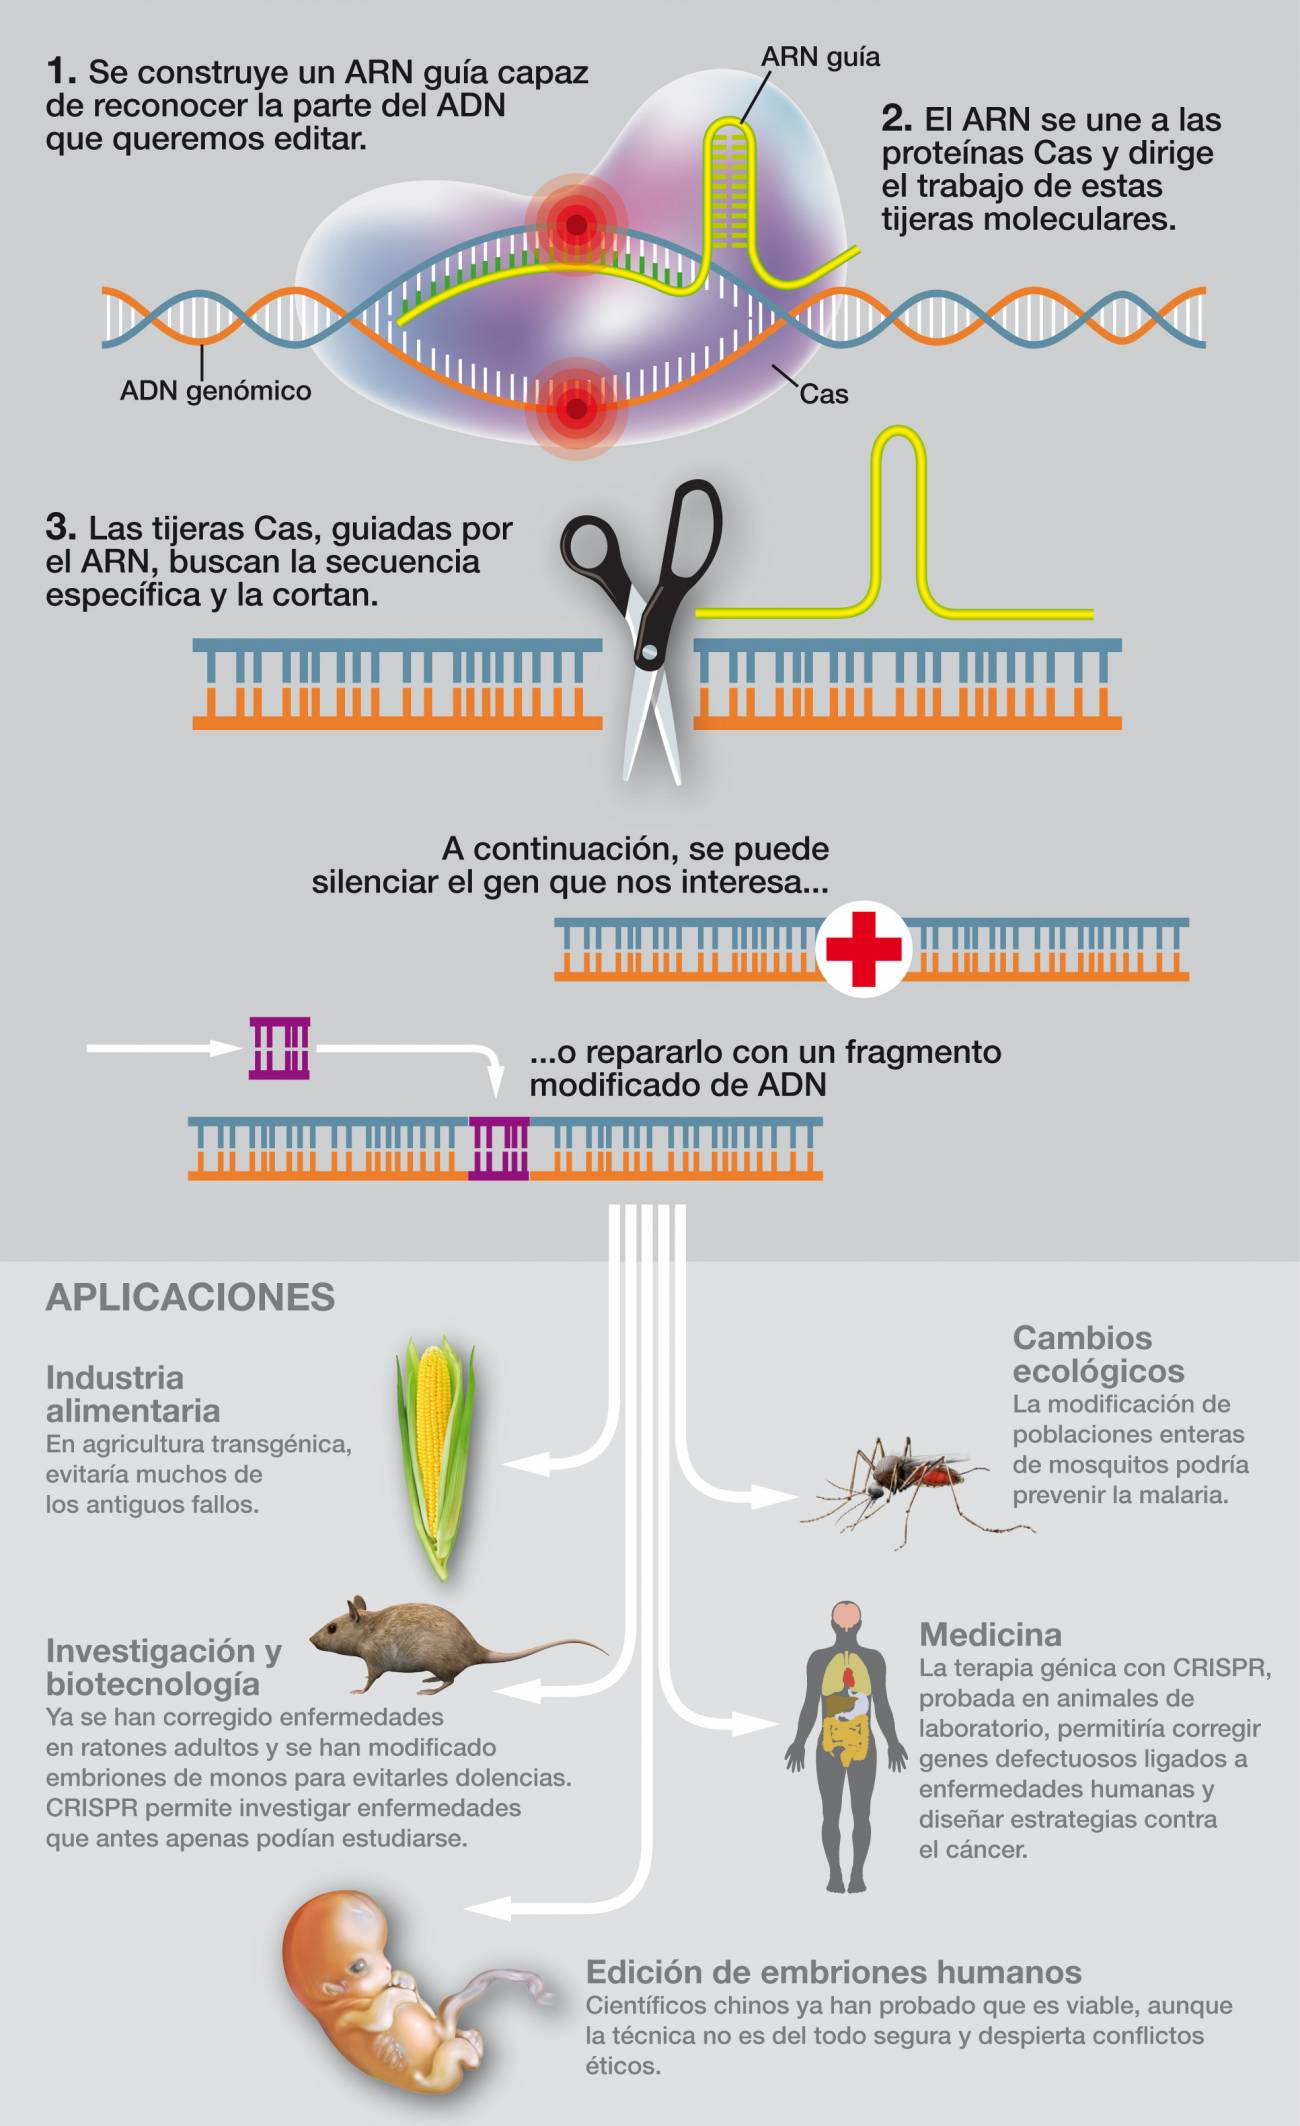 1. Se construye un ARN guía capaz
de reconocer la parte del ADN
que queremos editar.
ARN guía
2. El ARN se une a las
proteínas Cas y dirige
el trabajo de estas
tijeras moleculares.
ADN genómico
Cas
3. Las tijeras Cas, guiadas por
el ARN, buscan la secuencia
específica y la cortan.
A continuación, se puede
silenciar el gen que nos interesa...
...o repararlo con un fragmento
modificado de ADN
APLICACIONES
Industria
alimentaria
En agricultura transgénica,
evitaría muchos de
los antiguos fallos.
Cambios
ecológicos
La modificación de
poblaciones enteras
de mosquitos podría
prevenir la malaria.
Investigación y
biotecnología
Ya se han corregido enfermedades
en ratones adultos y se han modificado
embriones de monos para evitarles dolencias.
CRISPR permite investigar enfermedades
que antes apenas podían estudiarse.
Medicina
La terapia génica con CRISPR,
probada en animales de
laboratorio, permitiría corregir
genes defectuosos ligados a
enfermedades humanas y
diseñar estrategias contra
el cáncer.
Edición de embriones humanos
Científicos chinos ya han probado que es viable, aunque
la técnica no es del todo segura y despierta conflictos
éticos.